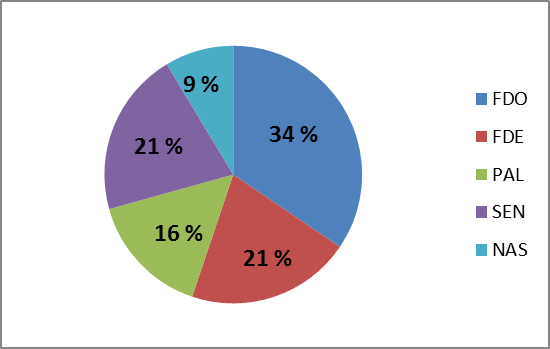 9 %
34 %
21 %
16 %
21 %
FDO
FDE
PAL
SEN
NAS